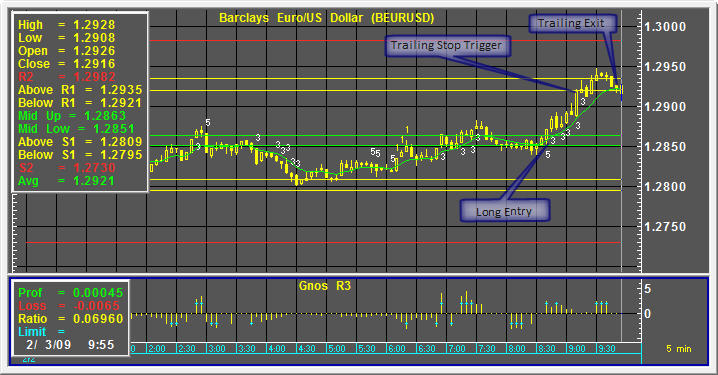 Barclays Euro/US Dollar (BEURUSD)
High = 1.2928
Low = 1.2908
Open = 1.2926
Close = 1.2916
R2 = 1.2982
Above R1 = 1.2935
Below R1 = 1.2921
Mid Up = 1.2863
Mid Low = 1.2851
Above S1 = 1.2809
Below S1 = 1.2795
S2 = 1.2730
Avg = 1.2921
Trailing Exit
Trailing Stop Trigger
Long Entry
1.3000
1.2950
1.2900
1.2850
1.2800
1.2750
Gnos R3
Prof = 0.00045
Loss = -0.0065
Ratio = 0.06960
Limit =
2/ 3/09 9:55
5
0
2:00 2:30 3:00 3:30 4:00 4:30 5:00 5:30 6:00 6:30 7:00 7:30 8:00 8:30 9:00 9:30
5 min
2/2